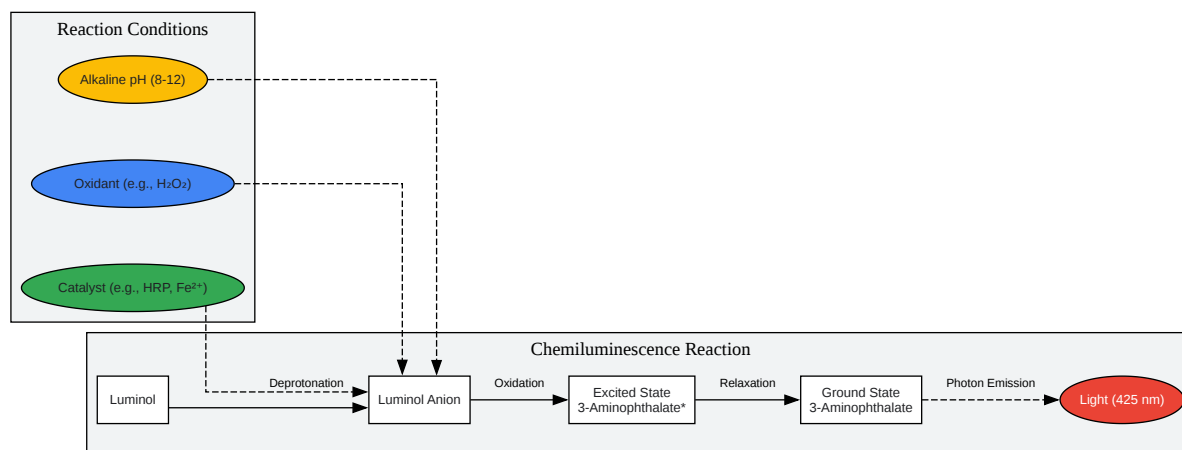 Reaction Conditions
Alkaline pH (8-12)
Oxidant (e.g., H₂O₂)
Catalyst (e.g., HRP, Fe²⁺)
Chemiluminescence Reaction
Luminol
Deprotonation
Luminol Anion
Oxidation
Excited State
3-Aminophthalate*
Relaxation
Ground State
3-Aminophthalate
Photon Emission
Light (425 nm)